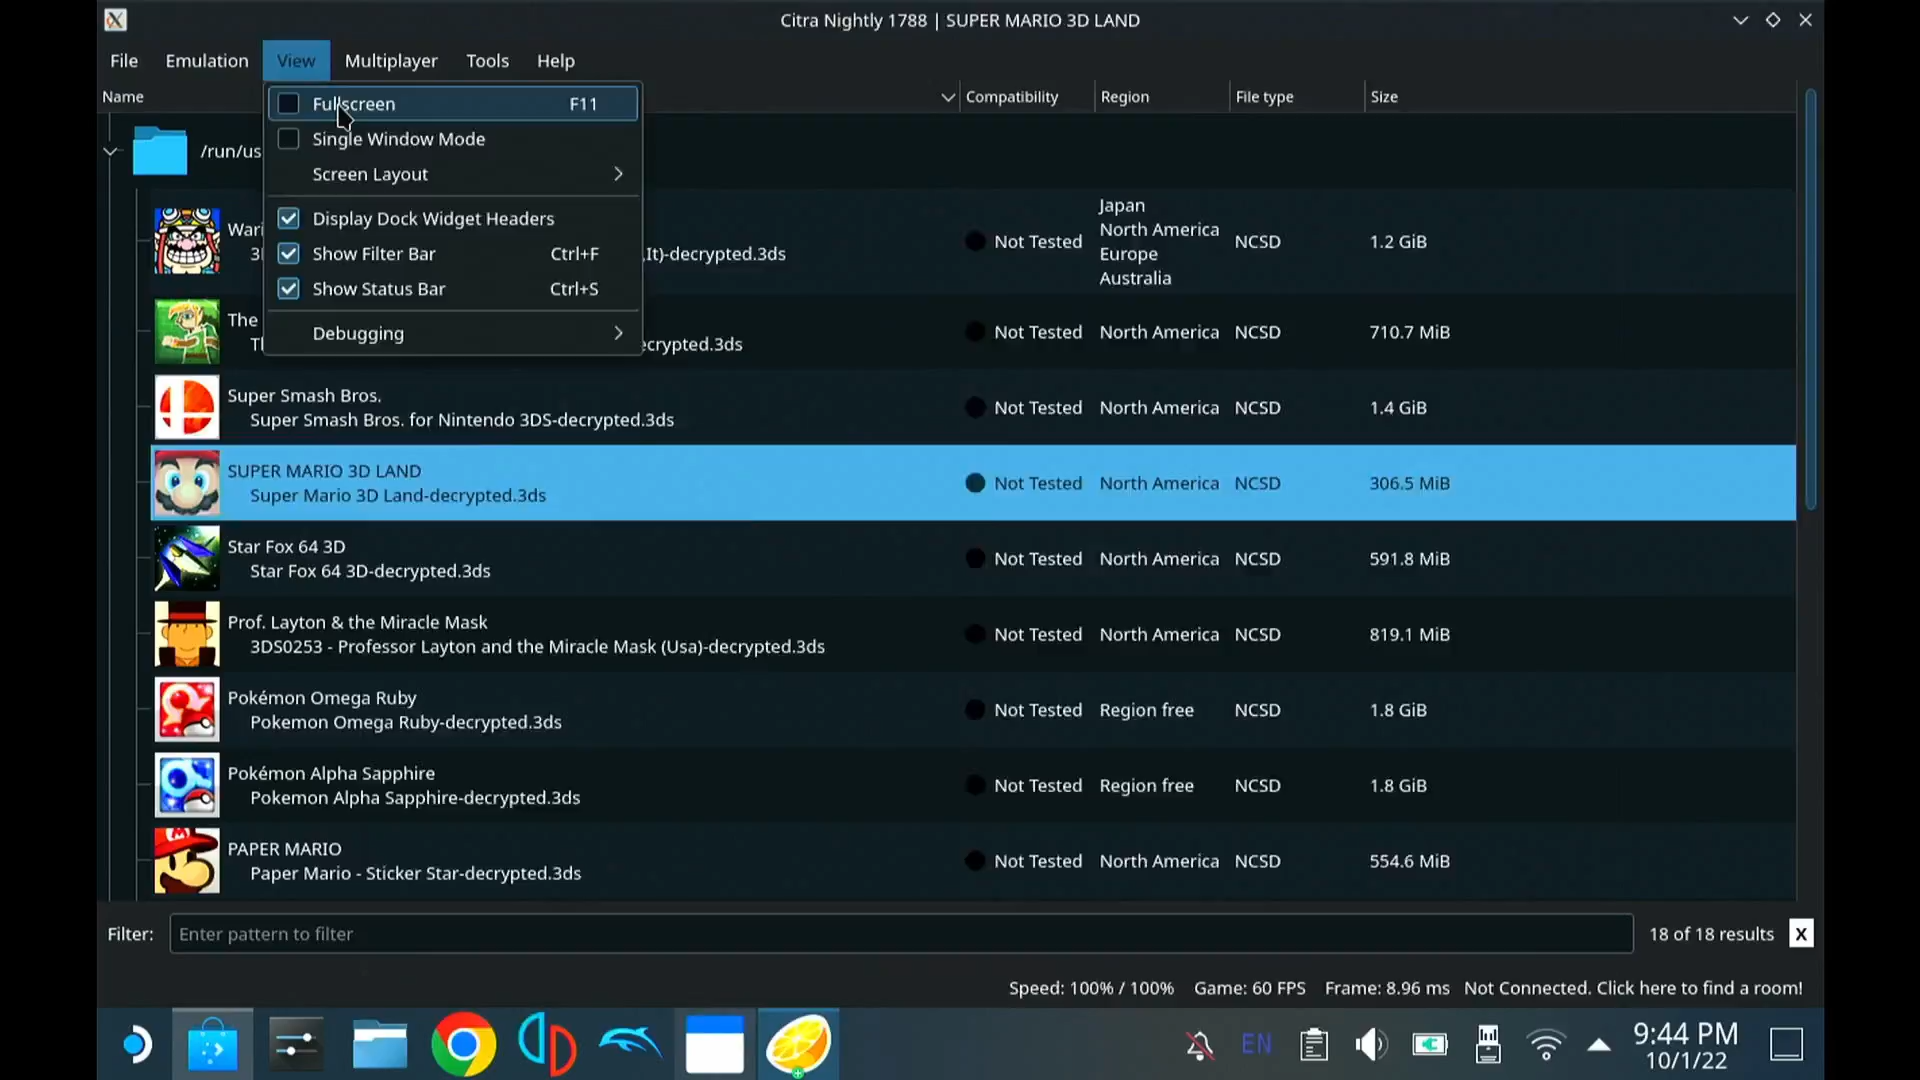 Citra Nightly 1788 | SUPER MARIO 3D LAND
File Emulation View Multiplayer Tools Help
Name Compatibility Region File type Size
Fullscreen F11
Single Window Mode
Screen Layout
Display Dock Widget Headers
Show Filter Bar Ctrl+F
Show Status Bar Ctrl+S
Debugging
/run/us
Wari
3I ,It)-decrypted.3ds
Not Tested
Japan
North America
Europe
Australia
NCSD 1.2 GiB
The
ecrypted.3ds
Not Tested North America NCSD 710.7 MiB
Super Smash Bros.
Super Smash Bros. for Nintendo 3DS-decrypted.3ds
Not Tested North America NCSD 1.4 GiB
SUPER MARIO 3D LAND
Super Mario 3D Land-decrypted.3ds
Not Tested North America NCSD 306.5 MiB
Star Fox 64 3D
Star Fox 64 3D-decrypted.3ds
Not Tested North America NCSD 591.8 MiB
Prof. Layton & the Miracle Mask
3DS0253 - Professor Layton and the Miracle Mask (Usa)-decrypted.3ds
Not Tested North America NCSD 819.1 MiB
Pokémon Omega Ruby
Pokemon Omega Ruby-decrypted.3ds
Not Tested Region free NCSD 1.8 GiB
Pokémon Alpha Sapphire
Pokemon Alpha Sapphire-decrypted.3ds
Not Tested Region free NCSD 1.8 GiB
PAPER MARIO
Paper Mario - Sticker Star-decrypted.3ds
Not Tested North America NCSD 554.6 MiB
Filter: Enter pattern to filter 18 of 18 results X
Speed: 100% / 100% Game: 60 FPS Frame: 8.96 ms Not Connected. Click here to find a room!
EN
9:44 PM
10/1/22